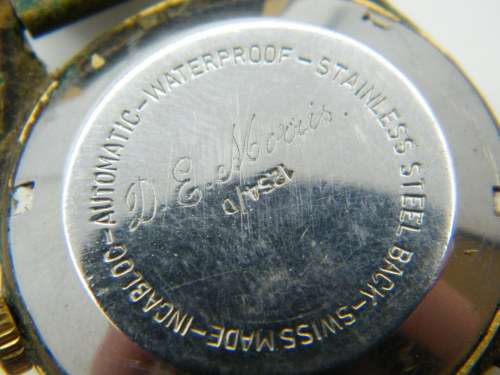 INCABLOC-AUTOMATIC-WATERPROOF-STAINLESS STEEL BACK-SWISS MADE-
D. E. Morris.